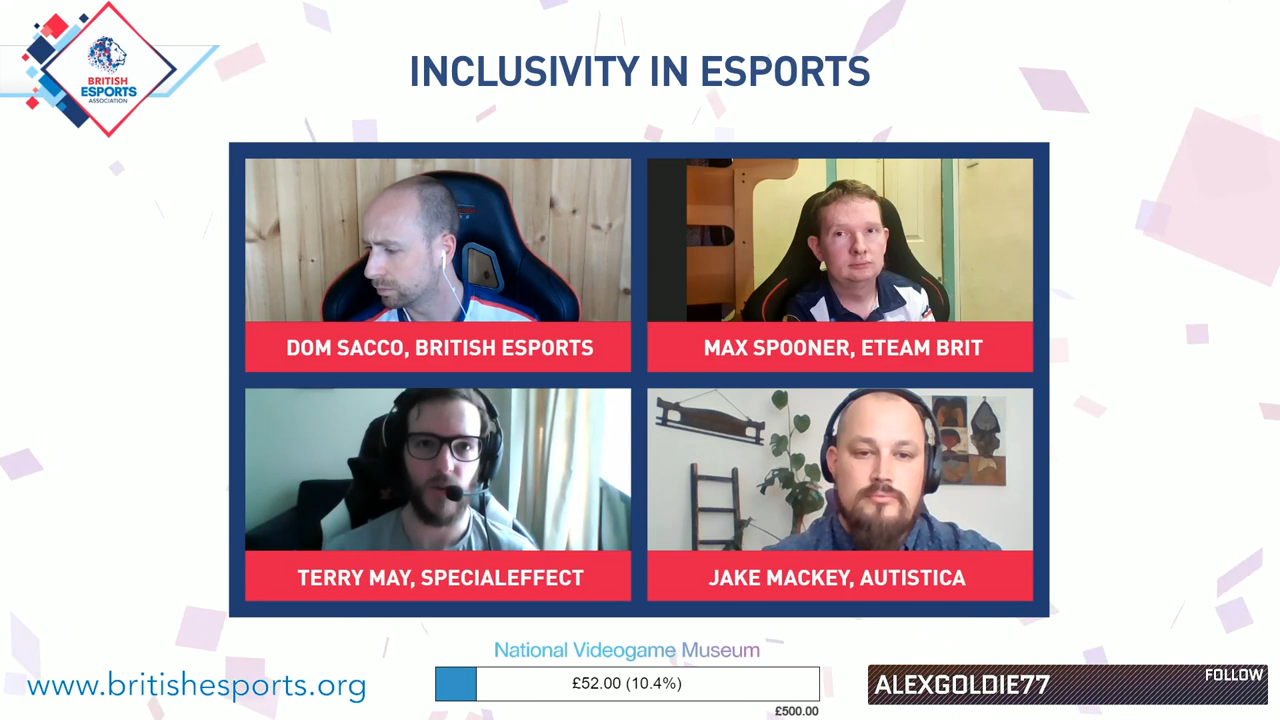 BRITISH
ESPORTS
ASSOCIATION
INCLUSIVITY IN ESPORTS
DOM SACCO, BRITISH ESPORTS
MAX SPOONER, ETEAM BRIT
TERRY MAY, SPECIALEFFECT
JAKE MACKEY, AUTISTICA
National Videogame Museum
www.britishesports.org
£52.00 (10.4%)
£500.00
FOLLOW
ALEXGOLDIE77